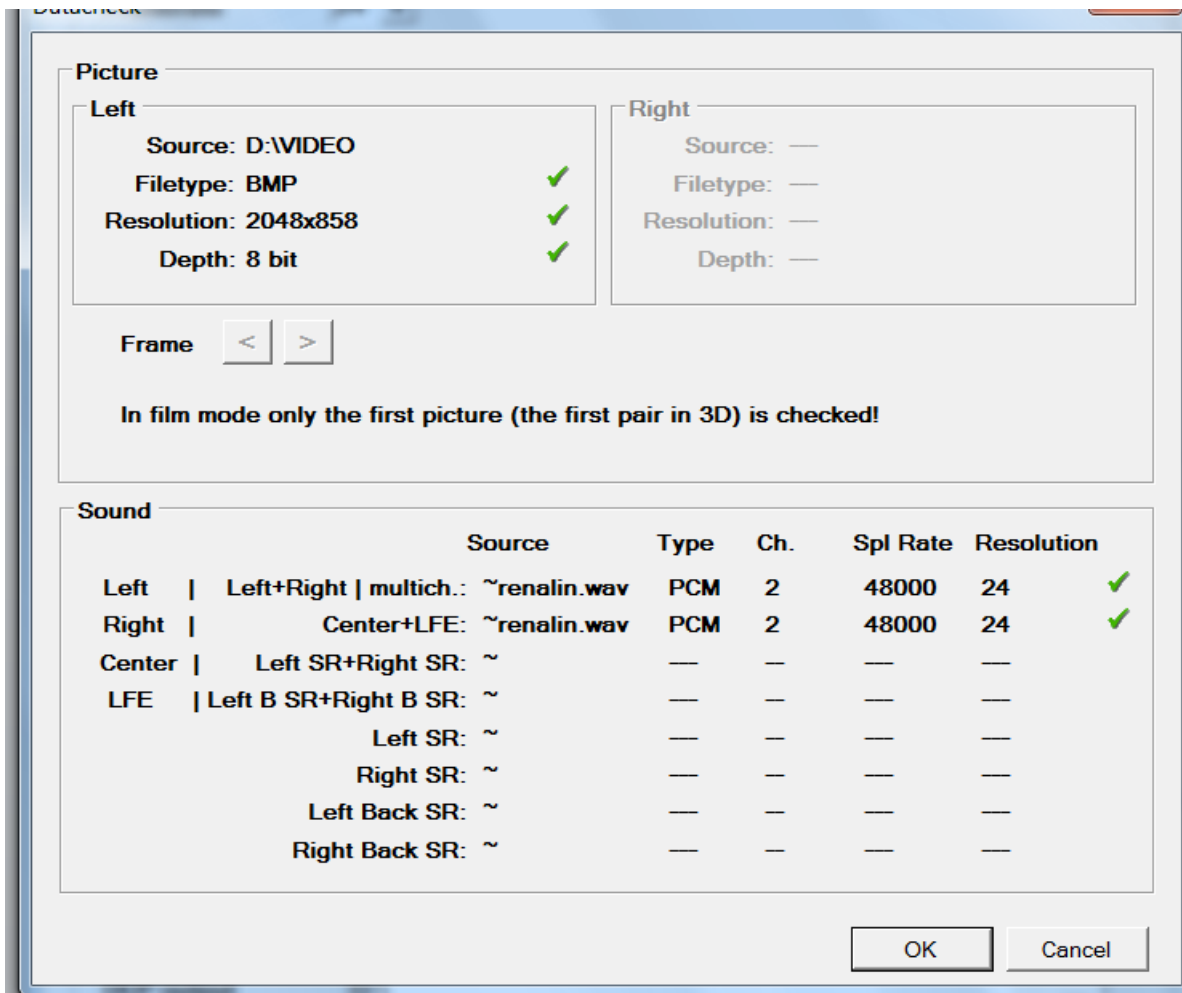 Datacheck
Picture
Left
Source: D:\VIDEO
Filetype: BMP
Resolution: 2048x858
Depth: 8 bit
Right
Source: ---
Filetype: ---
Resolution: ---
Depth: ---
Frame < >
In film mode only the first picture (the first pair in 3D) is checked!
Sound
Source Type Ch. Spl Rate Resolution
Left | Left+Right | multich.: ~renalin.wav PCM 2 48000 24
Right | Center+LFE: ~renalin.wav PCM 2 48000 24
Center | Left SR+Right SR: ~ --- -- --- ---
LFE | Left B SR+Right B SR: ~ --- -- --- ---
Left SR: ~ --- -- --- ---
Right SR: ~ --- -- --- ---
Left Back SR: ~ --- -- --- ---
Right Back SR: ~ --- -- --- ---
OK Cancel